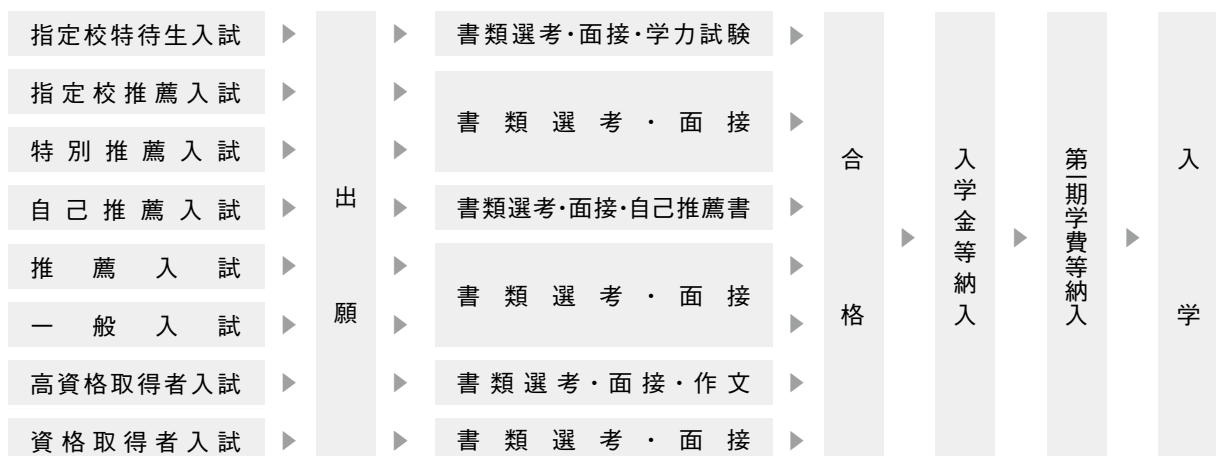 指定校特待生入試
指定校推薦入試
特別推薦入試
自己推薦入試
推薦入試
一般入試
高資格取得者入試
資格取得者入試
出願
書類選考・面接・学力試験
書類選考・面接
書類選考・面接・自己推薦書
書類選考・面接
書類選考・面接・作文
書類選考・面接
合格
入学金等納入
第一期学費等納入
入学